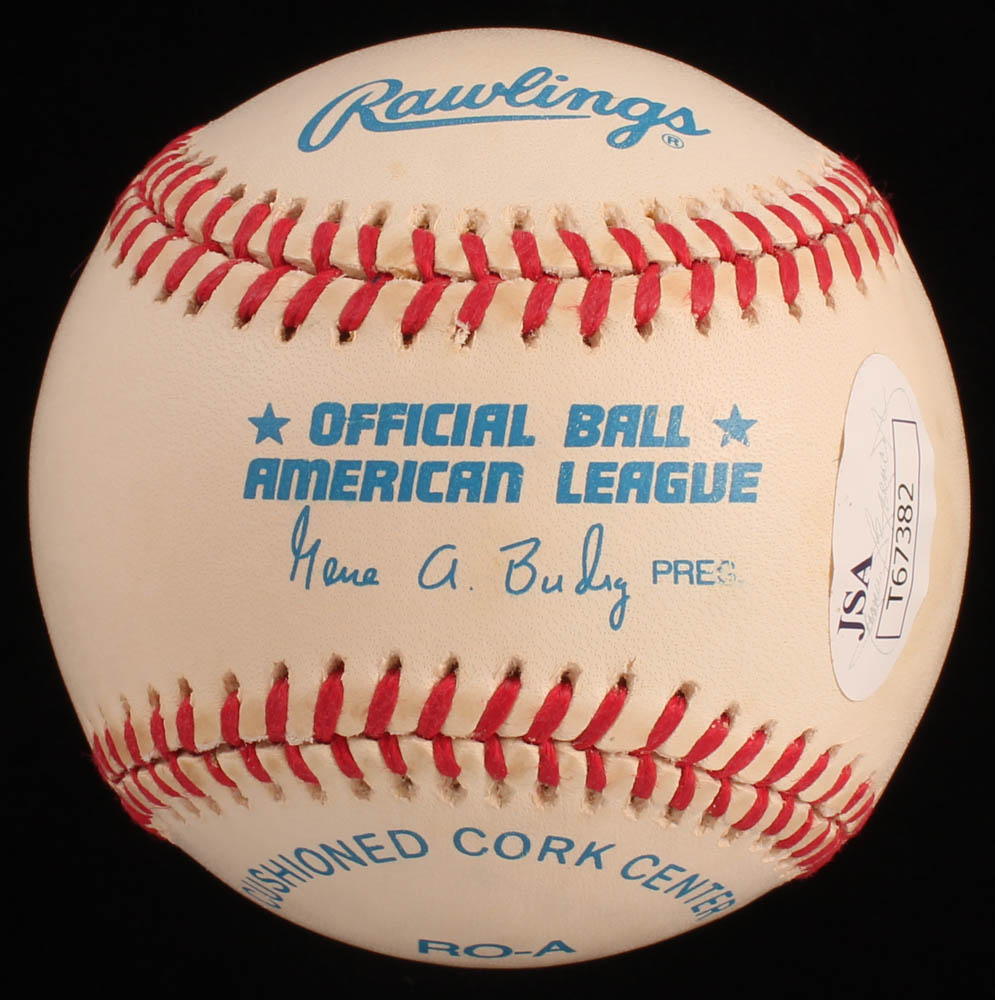 Rawlings®
★ OFFICIAL BALL ★
AMERICAN LEAGUE
Gene A. Budig PRES.
JSA
T67382
CUSHIONED CORK CENTER
RO-A